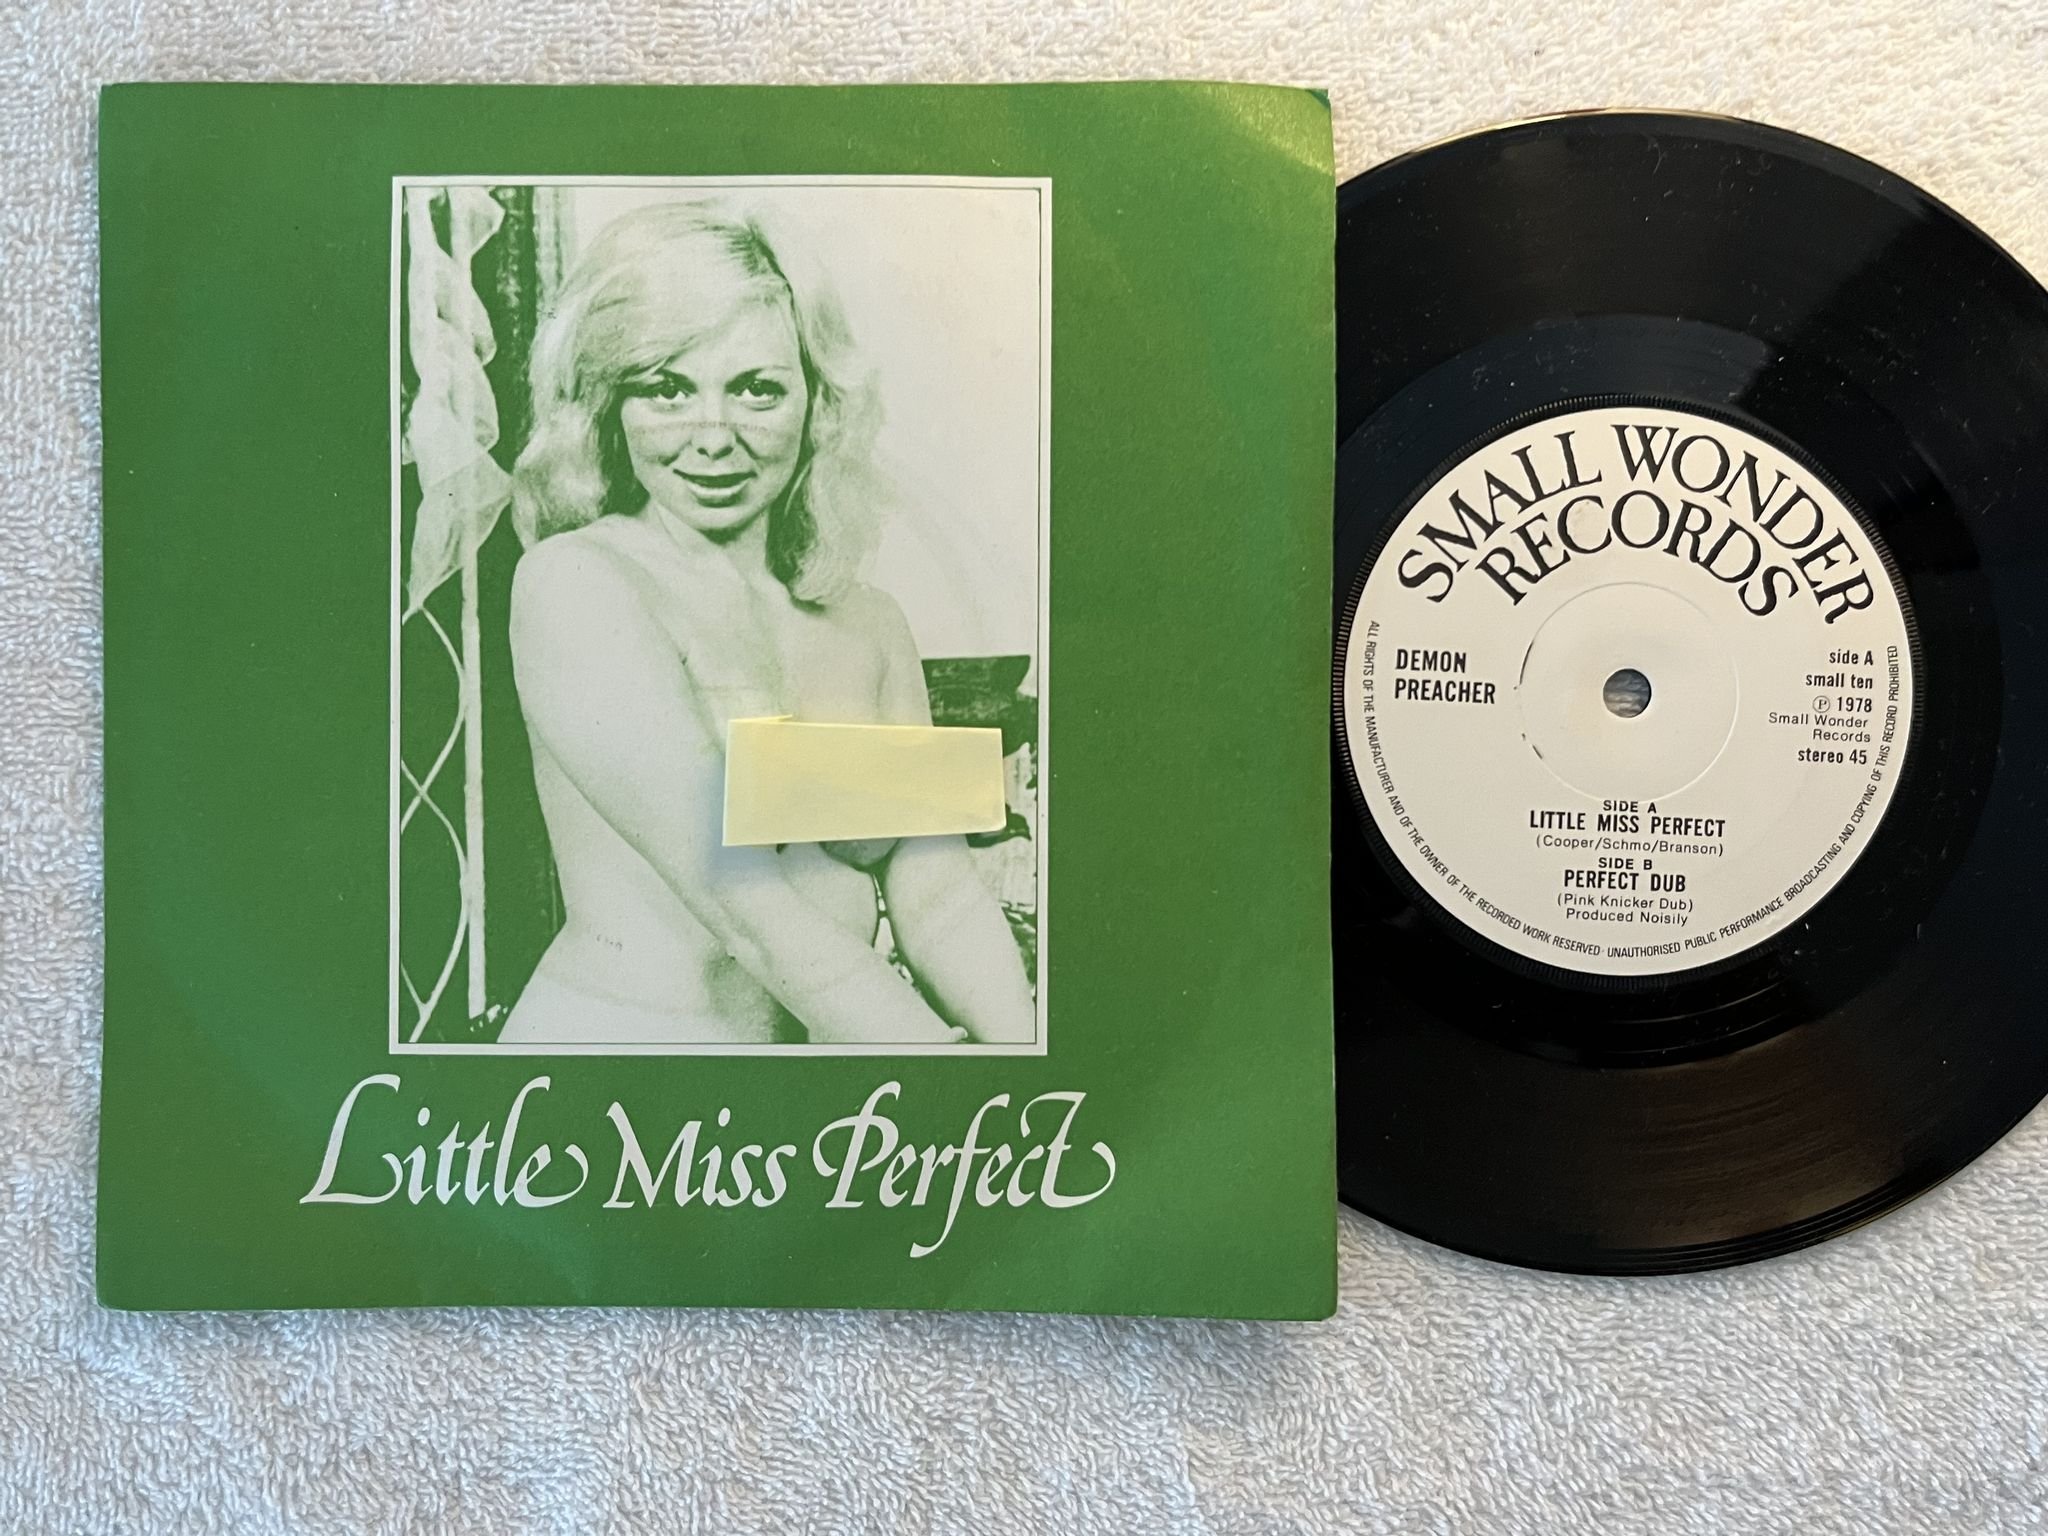 Little Miss Perfect
SMALL WONDER
RECORDS
DEMON
PREACHER
side A
small ten
Ⓟ 1978
Small Wonder
Records
stereo 45
SIDE A
LITTLE MISS PERFECT
(Cooper/Schmo/Branson)
SIDE B
PERFECT DUB
(Pink Knicker Dub)
Produced Noisily
ALL RIGHTS OF THE MANUFACTURER AND OF THE OWNER OF THE RECORDED WORK RESERVED· UNAUTHORISED PUBLIC PERFORMANCE BROADCASTING AND COPYING OF THIS RECORD PROHIBITED